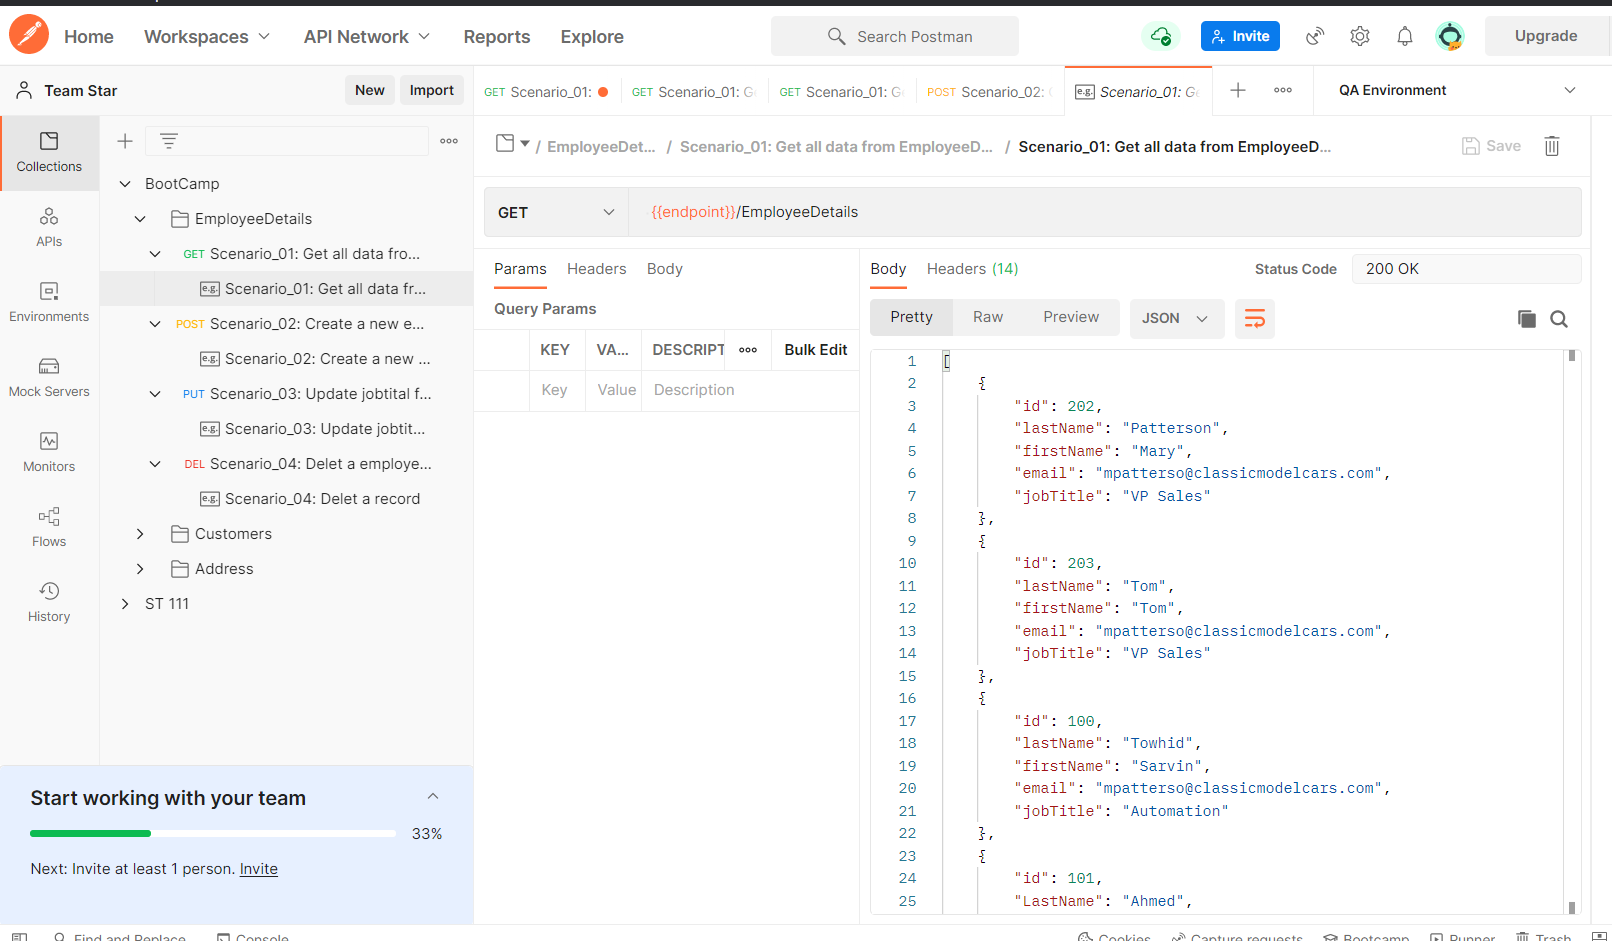 Home Workspaces API Network Reports Explore Search Postman Invite Upgrade
Team Star New Import GET Scenario_01: GET Scenario_01: G GET Scenario_01: G POST Scenario_02: e.g. Scenario_01: G QA Environment
Collections
APIs
Environments
Mock Servers
Monitors
Flows
History
BootCamp
EmployeeDetails
GET Scenario_01: Get all data fro...
e.g. Scenario_01: Get all data fr...
POST Scenario_02: Create a new e...
e.g. Scenario_02: Create a new ...
PUT Scenario_03: Update jobtital f...
e.g. Scenario_03: Update jobtit...
DEL Scenario_04: Delet a employe...
e.g. Scenario_04: Delet a record
Customers
Address
ST 111
Start working with your team
33%
Next: Invite at least 1 person. Invite
/ EmployeeDet... / Scenario_01: Get all data from EmployeeD... / Scenario_01: Get all data from EmployeeD... Save
GET {{endpoint}}/EmployeeDetails
Params Headers Body
Query Params
KEY VA... DESCRIPT Bulk Edit
Key Value Description
Body Headers (14) Status Code 200 OK
Pretty Raw Preview JSON
1 [
2 {
3 "id": 202,
4 "lastName": "Patterson",
5 "firstName": "Mary",
6 "email": "mpatterso@classicmodelcars.com",
7 "jobTitle": "VP Sales"
8 },
9 {
10 "id": 203,
11 "lastName": "Tom",
12 "firstName": "Tom",
13 "email": "mpatterso@classicmodelcars.com",
14 "jobTitle": "VP Sales"
15 },
16 {
17 "id": 100,
18 "lastName": "Towhid",
19 "firstName": "Sarvin",
20 "email": "mpatterso@classicmodelcars.com",
21 "jobTitle": "Automation"
22 },
23 {
24 "id": 101,
25 "LastName": "Ahmed",
Find and Replace Console Cookies Capture requests Bootcamp Runner Trash